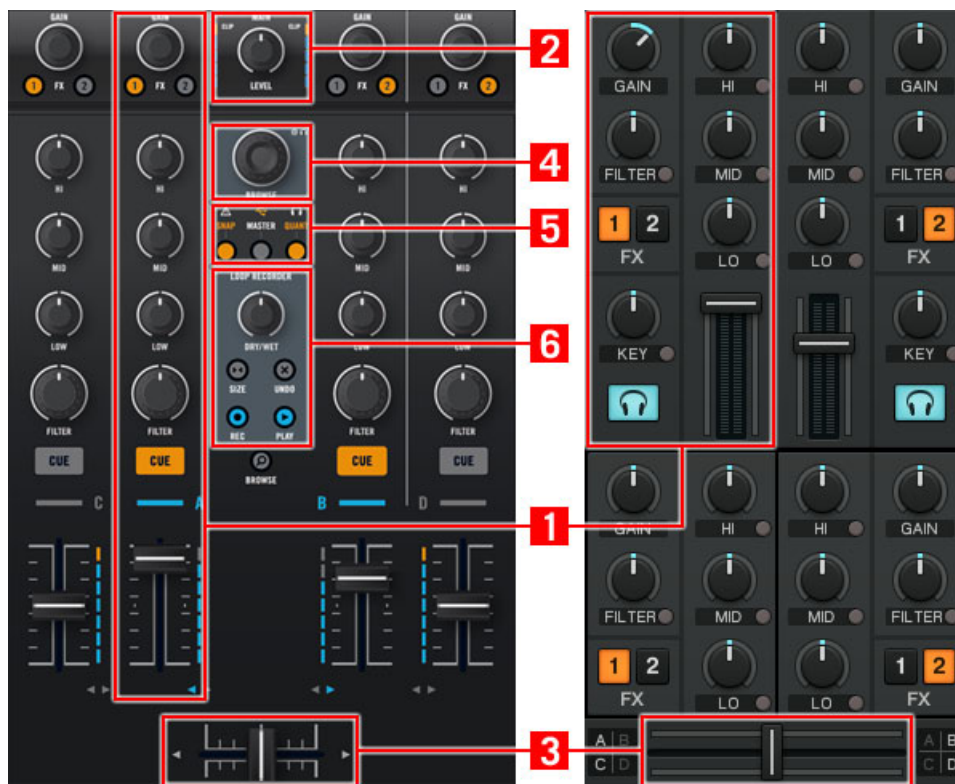 GAIN GAIN MAIN GAIN GAIN
CLIP CLIP
1 FX 2 1 FX 2 LEVEL 1 FX 2 1 FX 2
2
HI HI BROWSE HI HI
4
SNAP MASTER QUANT
5
MID MID MID MID
LOOP RECORDER
DRY/WET
6
LOW LOW LOW LOW
SIZE UNDO
REC PLAY
FILTER FILTER FILTER FILTER
CUE CUE CUE CUE
BROWSE
C A B D
1
3
GAIN HI HI GAIN
FILTER MID MID FILTER
1 2 1 2
FX LO LO FX
KEY KEY
GAIN HI HI GAIN
FILTER MID MID FILTER
1 2 1 2
FX LO LO FX
A B A B
C D C D